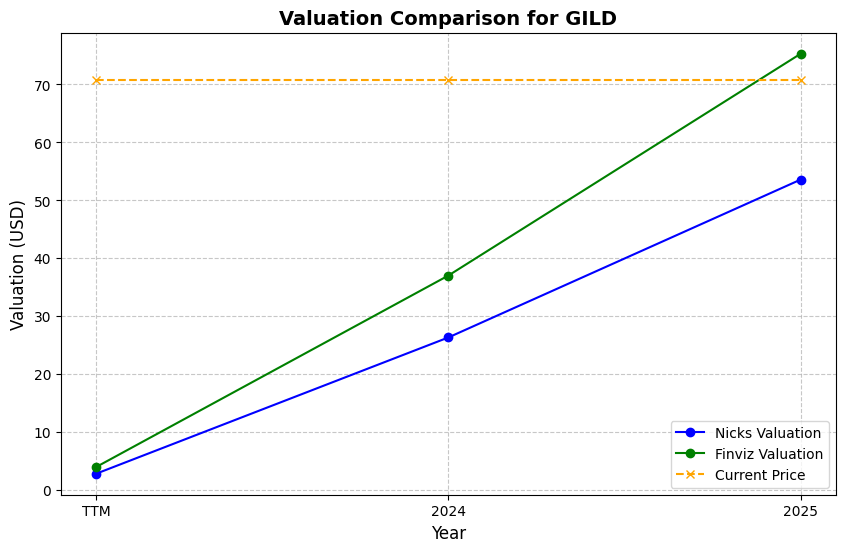 Valuation Comparison for GILD
Valuation (USD)
70
60
50
40
30
20
10
0
TTM
2024
2025
Year
Nicks Valuation
Finviz Valuation
Current Price